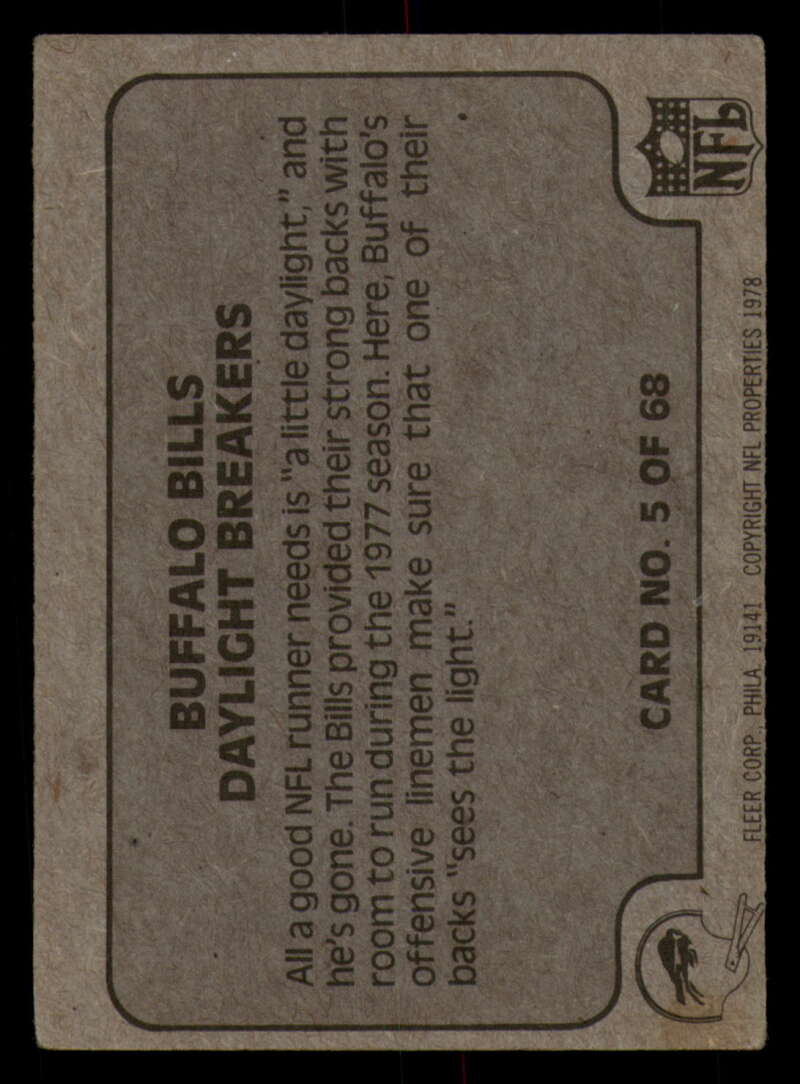 BUFFALO BILLS
DAYLIGHT BREAKERS
All a good NFL runner needs is "a little daylight," and
he's gone. The Bills provided their strong backs with
room to run during the 1977 season. Here, Buffalo's
offensive linemen make sure that one of their
backs "sees the light."
CARD NO. 5 OF 68
NFL
FLEER CORP., PHILA. 19141 COPYRIGHT NFL PROPERTIES 1978